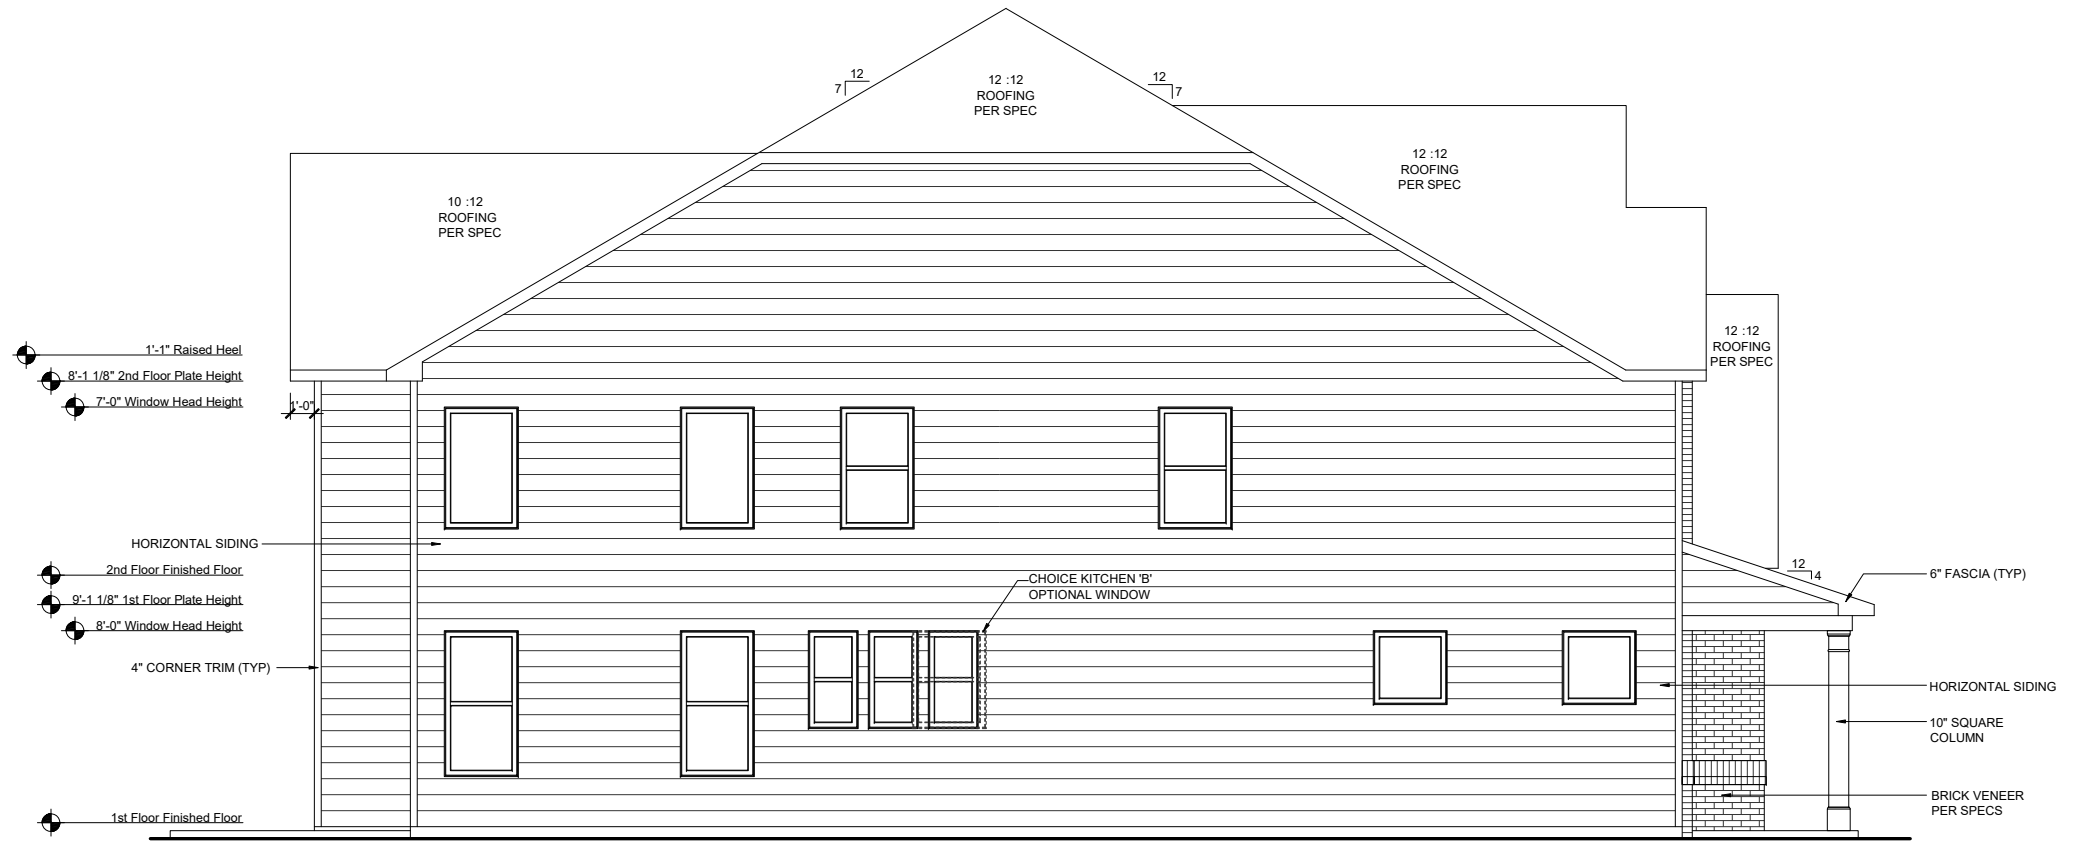 12
7
12 :12
ROOFING
PER SPEC
12
7
12 :12
ROOFING
PER SPEC
10 :12
ROOFING
PER SPEC
12 :12
ROOFING
PER SPEC
1'-1" Raised Heel
8'-1 1/8" 2nd Floor Plate Height
7'-0" Window Head Height
1'-0"
HORIZONTAL SIDING
2nd Floor Finished Floor
9'-1 1/8" 1st Floor Plate Height
8'-0" Window Head Height
CHOICE KITCHEN 'B'
OPTIONAL WINDOW
12
4
6" FASCIA (TYP)
4" CORNER TRIM (TYP)
HORIZONTAL SIDING
10" SQUARE
COLUMN
BRICK VENEER
PER SPECS
1st Floor Finished Floor